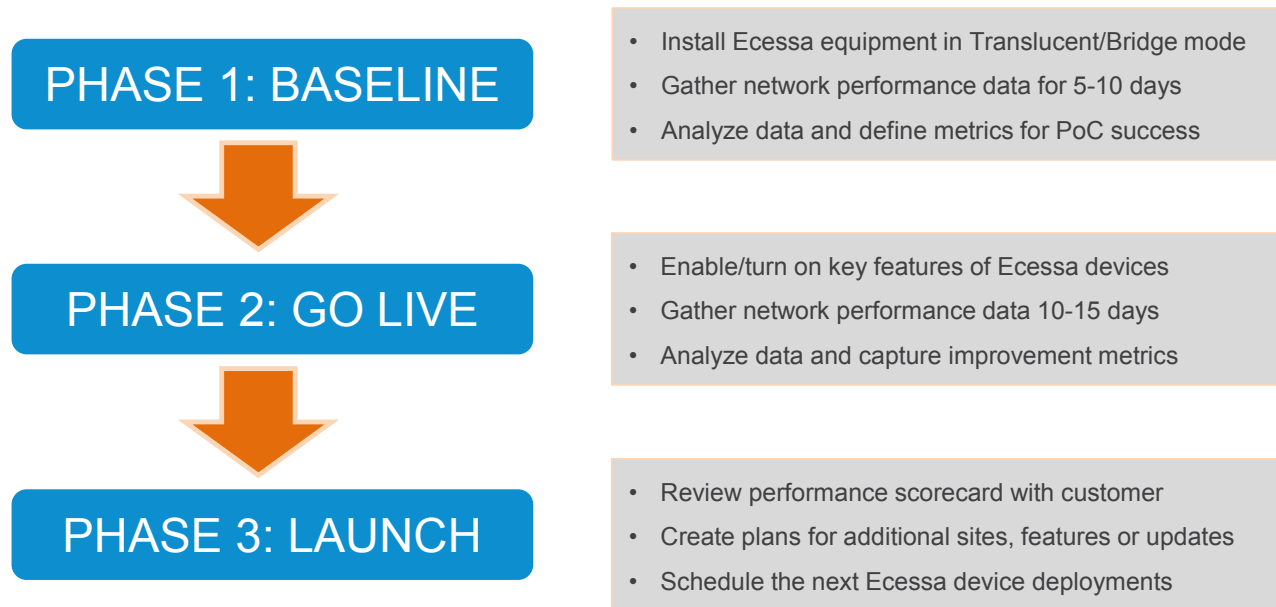 PHASE 1: BASELINE
• Install Ecessa equipment in Translucent/Bridge mode
• Gather network performance data for 5-10 days
• Analyze data and define metrics for PoC success
PHASE 2: GO LIVE
• Enable/turn on key features of Ecessa devices
• Gather network performance data 10-15 days
• Analyze data and capture improvement metrics
PHASE 3: LAUNCH
• Review performance scorecard with customer
• Create plans for additional sites, features or updates
• Schedule the next Ecessa device deployments